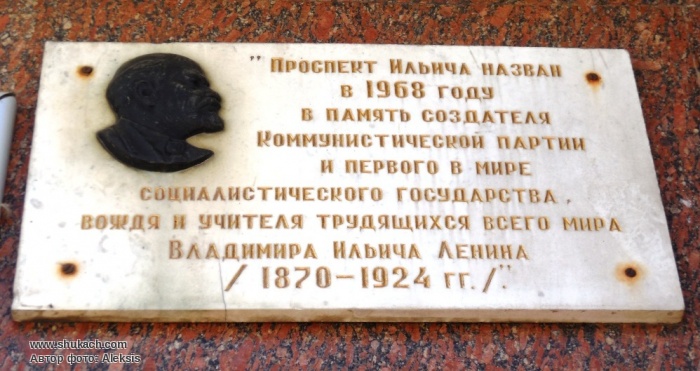 "Проспект Ильича назван
в 1968 году
в память создателя
Коммунистической партии
и первого в мире
социалистического государства,
вождя и учителя трудящихся всего мира
Владимира Ильича Ленина
/1870–1924 гг./".
www.shukach.com
Автор фото: Aleksis